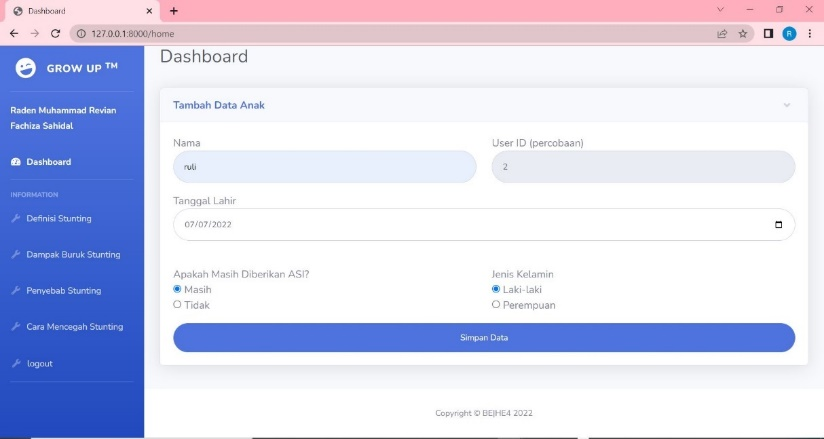 Dashboard
127.0.0.1:8000/home
R
GROW UP TM
Raden Muhammad Revian
Fachiza Sahidal
Dashboard
INFORMATION
Definisi Stunting
Dampak Buruk Stunting
Penyebab Stunting
Cara Mencegah Stunting
logout
Dashboard
Tambah Data Anak
Nama
User ID (percobaan)
ruli
2
Tanggal Lahir
07/07/2022
Apakah Masih Diberikan ASI?
Jenis Kelamin
Masih
Laki-laki
Tidak
Perempuan
Simpan Data
Copyright © BEJHE4 2022